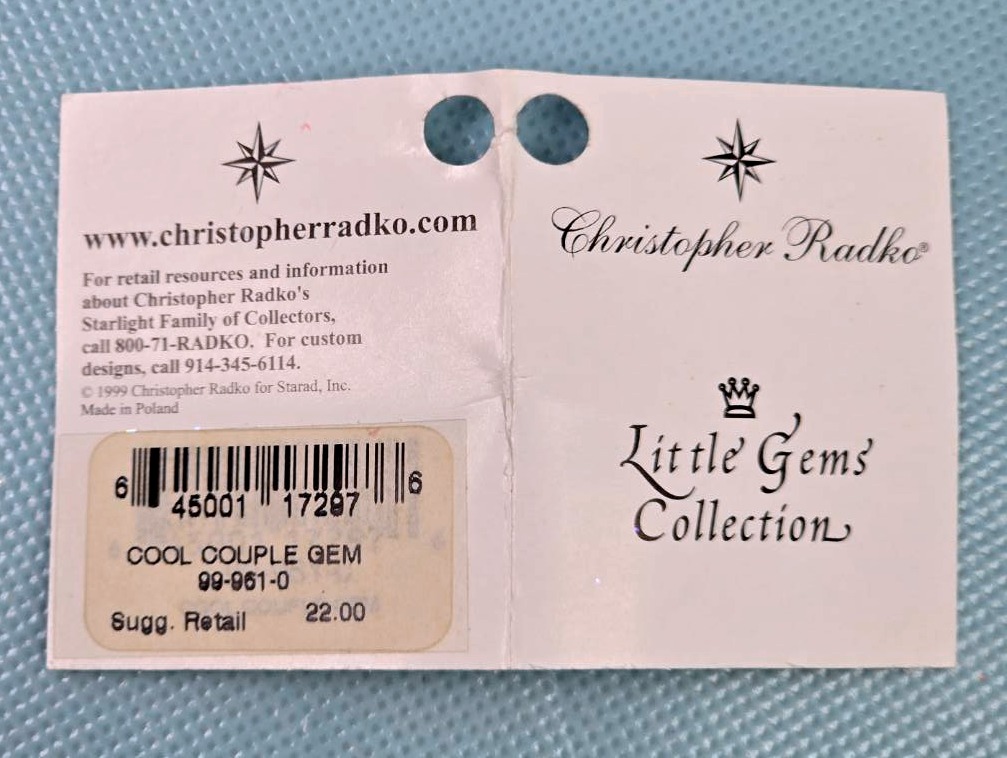 www.christopherradko.com
For retail resources and information
about Christopher Radko's
Starlight Family of Collectors,
call 800-71-RADKO. For custom
designs, call 914-345-6114.
© 1999 Christopher Radko for Starad, Inc.
Made in Poland
6 45001 17287 6
COOL COUPLE GEM
99-961-0
Sugg. Retail 22.00
Christopher Radko®
Little Gems
Collection